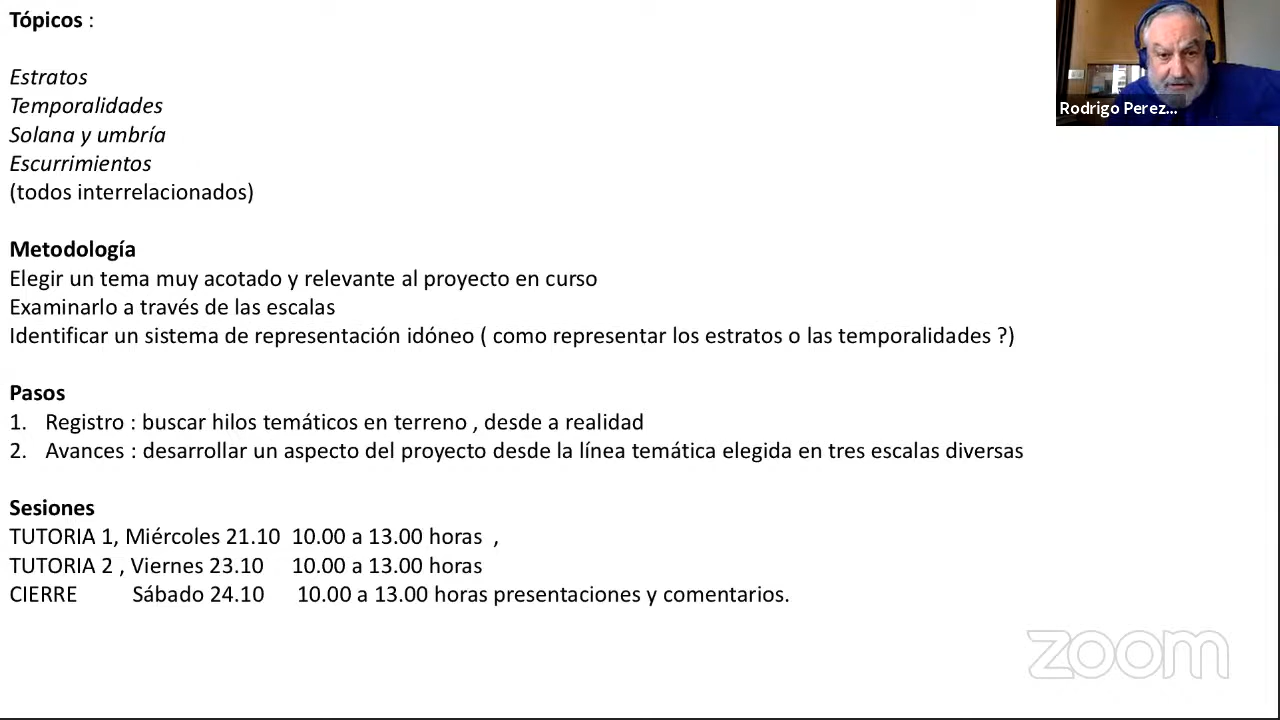 Tópicos :
Estratos
Temporalidades
Solana y umbría
Escurrimientos
(todos interrelacionados)
Metodología
Elegir un tema muy acotado y relevante al proyecto en curso
Examinarlo a través de las escalas
Identificar un sistema de representación idóneo ( como representar los estratos o las temporalidades ?)
Pasos
1. Registro : buscar hilos temáticos en terreno , desde a realidad
2. Avances : desarrollar un aspecto del proyecto desde la línea temática elegida en tres escalas diversas
Sesiones
TUTORIA 1, Miércoles 21.10 10.00 a 13.00 horas ,
TUTORIA 2 , Viernes 23.10 10.00 a 13.00 horas
CIERRE Sábado 24.10 10.00 a 13.00 horas presentaciones y comentarios.
Rodrigo Perez...
zoom